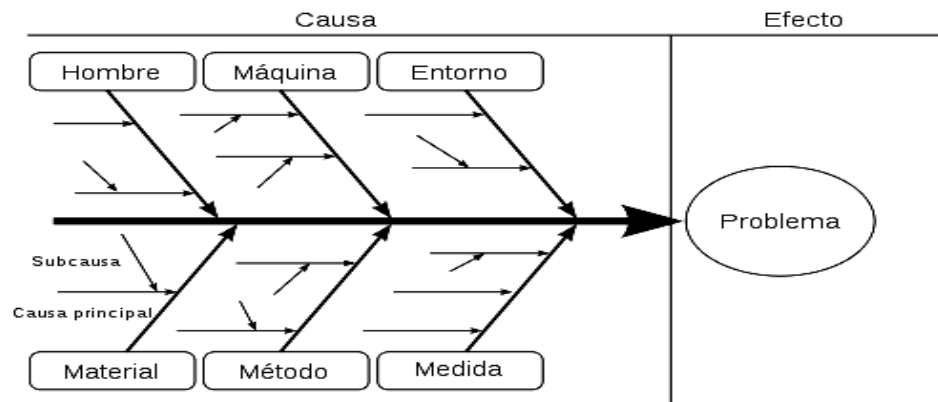 Causa
Efecto
Hombre
Máquina
Entorno
Problema
Subcausa
Causa principal
Material
Método
Medida